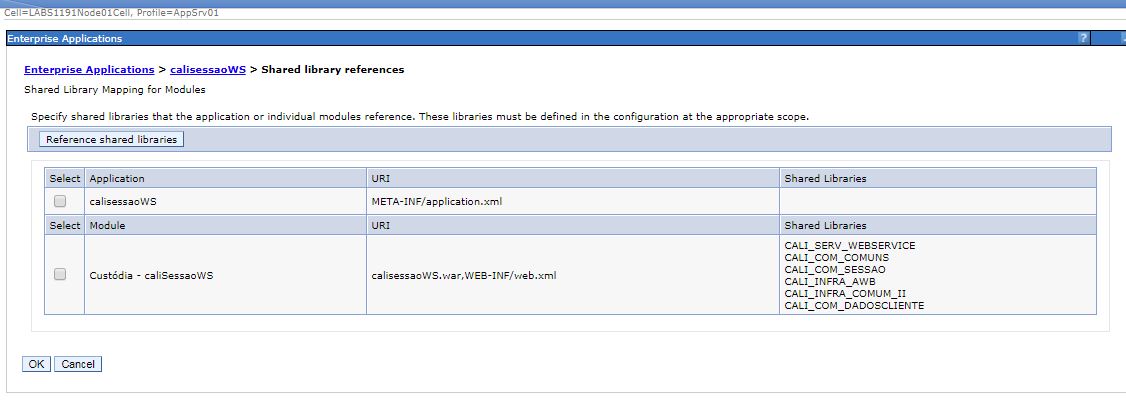 Cell=LABS1191Node01Cell, Profile=AppSrv01
Enterprise Applications ?
Enterprise Applications > calisessaoWS > Shared library references
Shared Library Mapping for Modules
Specify shared libraries that the application or individual modules reference. These libraries must be defined in the configuration at the appropriate scope.
Reference shared libraries
Select Application URI Shared Libraries
calisessaoWS META-INF/application.xml
Select Module URI Shared Libraries
Custódia - caliSessaoWS calisessaoWS.war,WEB-INF/web.xml
CALI_SERV_WEBSERVICE
CALI_COM_COMUNS
CALI_COM_SESSAO
CALI_INFRA_AWB
CALI_INFRA_COMUM_II
CALI_COM_DADOSCLIENTE
OK Cancel